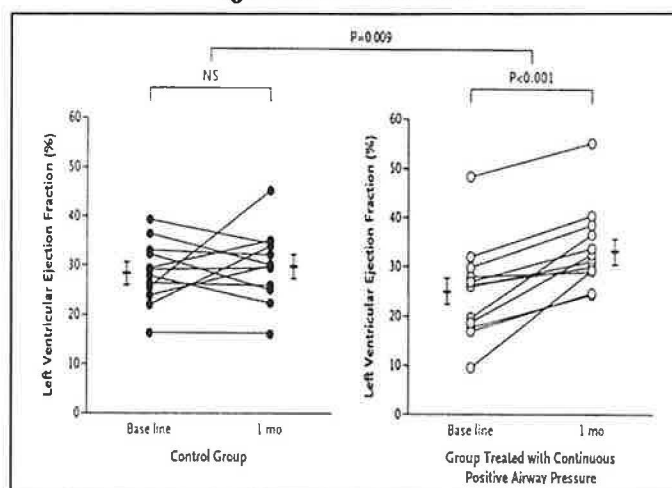 P=0.009
NS
P<0.001
Left Ventricular Ejection Fraction (%)
60
50
40
30
20
10
0
Base line
1 mo
Control Group
Left Ventricular Ejection Fraction (%)
60
50
40
30
20
10
0
Base line
1 mo
Group Treated with Continuous
Positive Airway Pressure